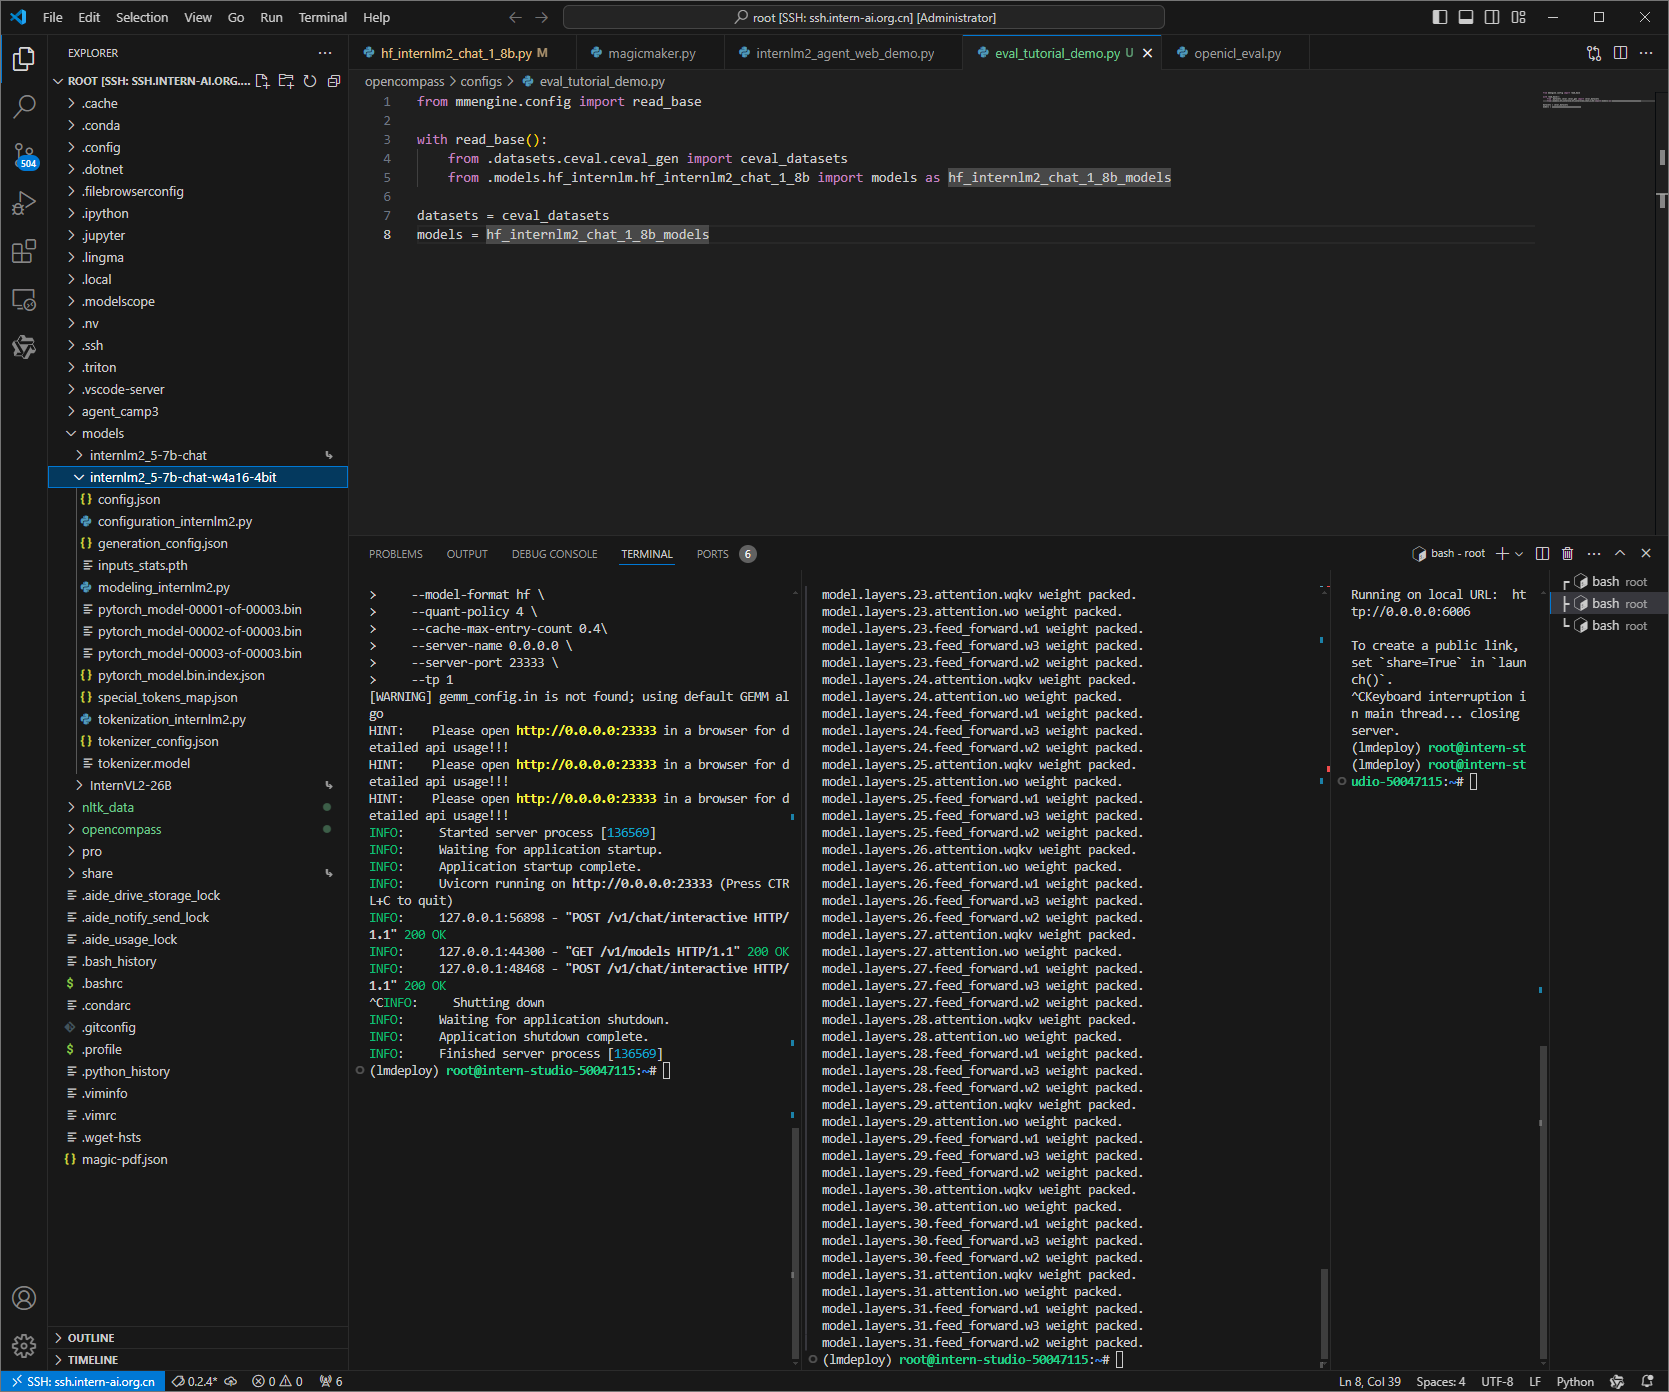 File Edit Selection View Go Run Terminal Help
root [SSH: ssh.intern-ai.org.cn] [Administrator]
EXPLORER
ROOT [SSH: SSH.INTERN-AI.ORG....
.cache
.conda
.config
.dotnet
.filebrowserconfig
.ipython
.jupyter
.lingma
.local
.modelscope
.nv
.ssh
.triton
.vscode-server
agent_camp3
models
internlm2_5-7b-chat
internlm2_5-7b-chat-w4a16-4bit
config.json
configuration_internlm2.py
generation_config.json
inputs_stats.pth
modeling_internlm2.py
pytorch_model-00001-of-00003.bin
pytorch_model-00002-of-00003.bin
pytorch_model-00003-of-00003.bin
pytorch_model.bin.index.json
special_tokens_map.json
tokenization_internlm2.py
tokenizer_config.json
tokenizer.model
InternVL2-26B
nltk_data
opencompass
pro
share
.aide_drive_storage_lock
.aide_notify_send_lock
.aide_usage_lock
.bash_history
.bashrc
.condarc
.gitconfig
.profile
.python_history
.viminfo
.vimrc
.wget-hsts
magic-pdf.json
OUTLINE
TIMELINE
504
hf_internlm2_chat_1_8b.py M
magicmaker.py
internlm2_agent_web_demo.py
eval_tutorial_demo.py U
openicl_eval.py
opencompass > configs > eval_tutorial_demo.py
1 from mmengine.config import read_base
2
3 with read_base():
4 from .datasets.ceval.ceval_gen import ceval_datasets
5 from .models.hf_internlm.hf_internlm2_chat_1_8b import models as hf_internlm2_chat_1_8b_models
6
7 datasets = ceval_datasets
8 models = hf_internlm2_chat_1_8b_models
PROBLEMS OUTPUT DEBUG CONSOLE TERMINAL PORTS 6
bash - root
> --model-format hf \
> --quant-policy 4 \
> --cache-max-entry-count 0.4\
> --server-name 0.0.0.0 \
> --server-port 23333 \
> --tp 1
[WARNING] gemm_config.in is not found; using default GEMM al
go
HINT: Please open http://0.0.0.0:23333 in a browser for d
etailed api usage!!!
HINT: Please open http://0.0.0.0:23333 in a browser for d
etailed api usage!!!
HINT: Please open http://0.0.0.0:23333 in a browser for d
etailed api usage!!!
INFO: Started server process [136569]
INFO: Waiting for application startup.
INFO: Application startup complete.
INFO: Uvicorn running on http://0.0.0.0:23333 (Press CTR
L+C to quit)
INFO: 127.0.0.1:56898 - "POST /v1/chat/interactive HTTP/
1.1" 200 OK
INFO: 127.0.0.1:44300 - "GET /v1/models HTTP/1.1" 200 OK
INFO: 127.0.0.1:48468 - "POST /v1/chat/interactive HTTP/
1.1" 200 OK
^CINFO: Shutting down
INFO: Waiting for application shutdown.
INFO: Application shutdown complete.
INFO: Finished server process [136569]
(lmdeploy) root@intern-studio-50047115:~#
model.layers.23.attention.wqkv weight packed.
model.layers.23.attention.wo weight packed.
model.layers.23.feed_forward.w1 weight packed.
model.layers.23.feed_forward.w3 weight packed.
model.layers.23.feed_forward.w2 weight packed.
model.layers.24.attention.wqkv weight packed.
model.layers.24.attention.wo weight packed.
model.layers.24.feed_forward.w1 weight packed.
model.layers.24.feed_forward.w3 weight packed.
model.layers.24.feed_forward.w2 weight packed.
model.layers.25.attention.wqkv weight packed.
model.layers.25.attention.wo weight packed.
model.layers.25.feed_forward.w1 weight packed.
model.layers.25.feed_forward.w3 weight packed.
model.layers.25.feed_forward.w2 weight packed.
model.layers.26.attention.wqkv weight packed.
model.layers.26.attention.wo weight packed.
model.layers.26.feed_forward.w1 weight packed.
model.layers.26.feed_forward.w3 weight packed.
model.layers.26.feed_forward.w2 weight packed.
model.layers.27.attention.wqkv weight packed.
model.layers.27.attention.wo weight packed.
model.layers.27.feed_forward.w1 weight packed.
model.layers.27.feed_forward.w3 weight packed.
model.layers.27.feed_forward.w2 weight packed.
model.layers.28.attention.wqkv weight packed.
model.layers.28.attention.wo weight packed.
model.layers.28.feed_forward.w1 weight packed.
model.layers.28.feed_forward.w3 weight packed.
model.layers.28.feed_forward.w2 weight packed.
model.layers.29.attention.wqkv weight packed.
model.layers.29.attention.wo weight packed.
model.layers.29.feed_forward.w1 weight packed.
model.layers.29.feed_forward.w3 weight packed.
model.layers.29.feed_forward.w2 weight packed.
model.layers.30.attention.wqkv weight packed.
model.layers.30.attention.wo weight packed.
model.layers.30.feed_forward.w1 weight packed.
model.layers.30.feed_forward.w3 weight packed.
model.layers.30.feed_forward.w2 weight packed.
model.layers.31.attention.wqkv weight packed.
model.layers.31.attention.wo weight packed.
model.layers.31.feed_forward.w1 weight packed.
model.layers.31.feed_forward.w3 weight packed.
model.layers.31.feed_forward.w2 weight packed.
(lmdeploy) root@intern-studio-50047115:~#
Running on local URL: ht
tp://0.0.0.0:6006
To create a public link,
set `share=True` in `laun
ch()`.
^CKeyboard interruption i
n main thread... closing
server.
(lmdeploy) root@intern-st
(lmdeploy) root@intern-st
udio-50047115:~#
bash root
bash root
bash root
SSH: ssh.intern-ai.org.cn 0.2.4* 0 0 6
Ln 8, Col 39 Spaces: 4 UTF-8 LF Python